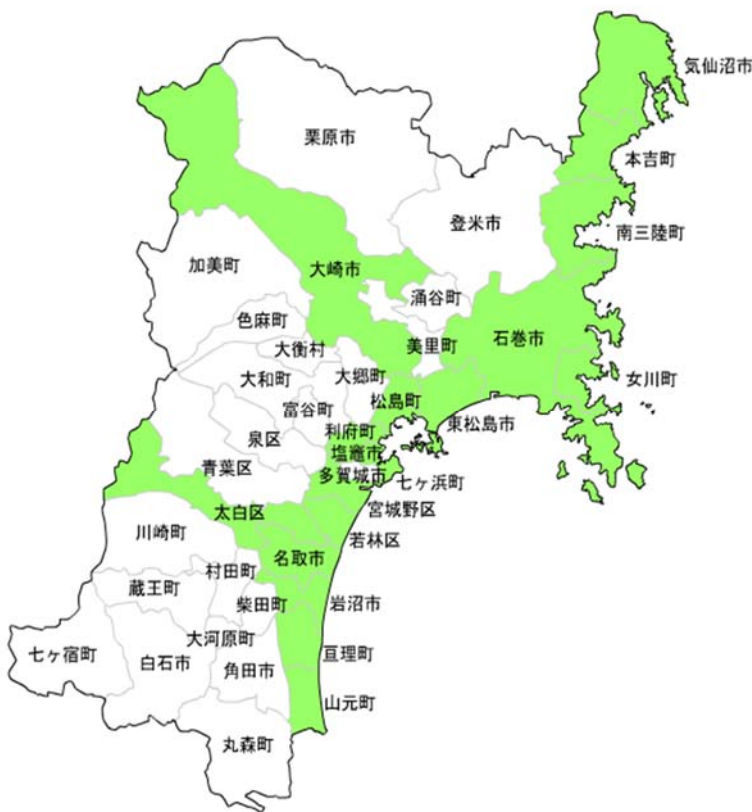 気仙沼市
栗原市
本吉町
登米市
南三陸町
加美町
大崎市
涌谷町
色麻町
石巻市
大衡村
美里町
大和町
大郷町
女川町
富谷町
松島町
東松島市
泉区
利府町
塩竈市
青葉区
多賀城市
七ヶ浜町
宮城野区
太白区
川崎町
若林区
名取市
村田町
蔵王町
柴田町
岩沼市
大河原町
七ヶ宿町
白石市
角田市
亘理町
山元町
丸森町